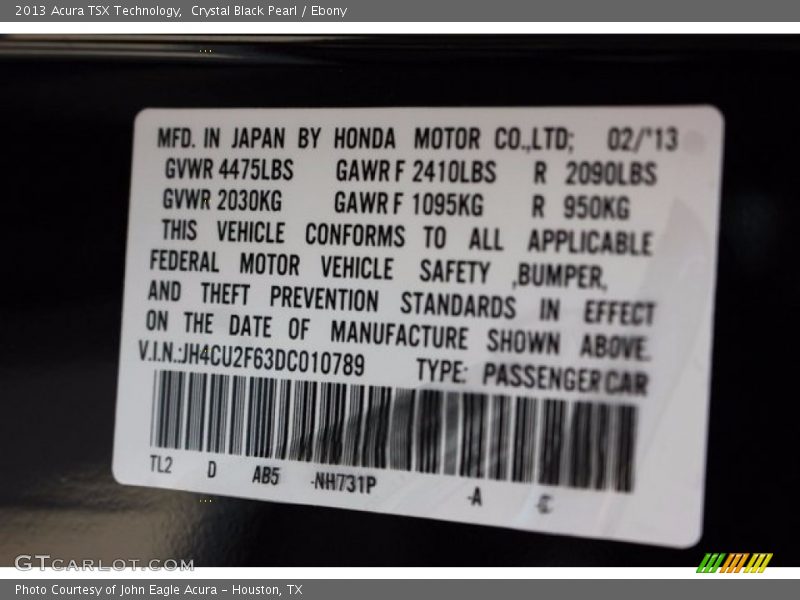 2013 Acura TSX Technology,  Crystal Black Pearl / Ebony
MFD. IN JAPAN BY HONDA MOTOR CO.,LTD; 02/'13
GVWR 4475LBS GAWR F 2410LBS R 2090LBS
GVWR 2030KG GAWR F 1095KG R 950KG
THIS VEHICLE CONFORMS TO ALL APPLICABLE
FEDERAL MOTOR VEHICLE SAFETY ,BUMPER,
AND THEFT PREVENTION STANDARDS IN EFFECT
ON THE DATE OF MANUFACTURE SHOWN ABOVE.
V.I.N.:JH4CU2F63DC010789 TYPE: PASSENGER CAR
TL2 D AB5 -NH731P -A -C
GTCARLOT.COM
Photo Courtesy of John Eagle Acura - Houston, TX